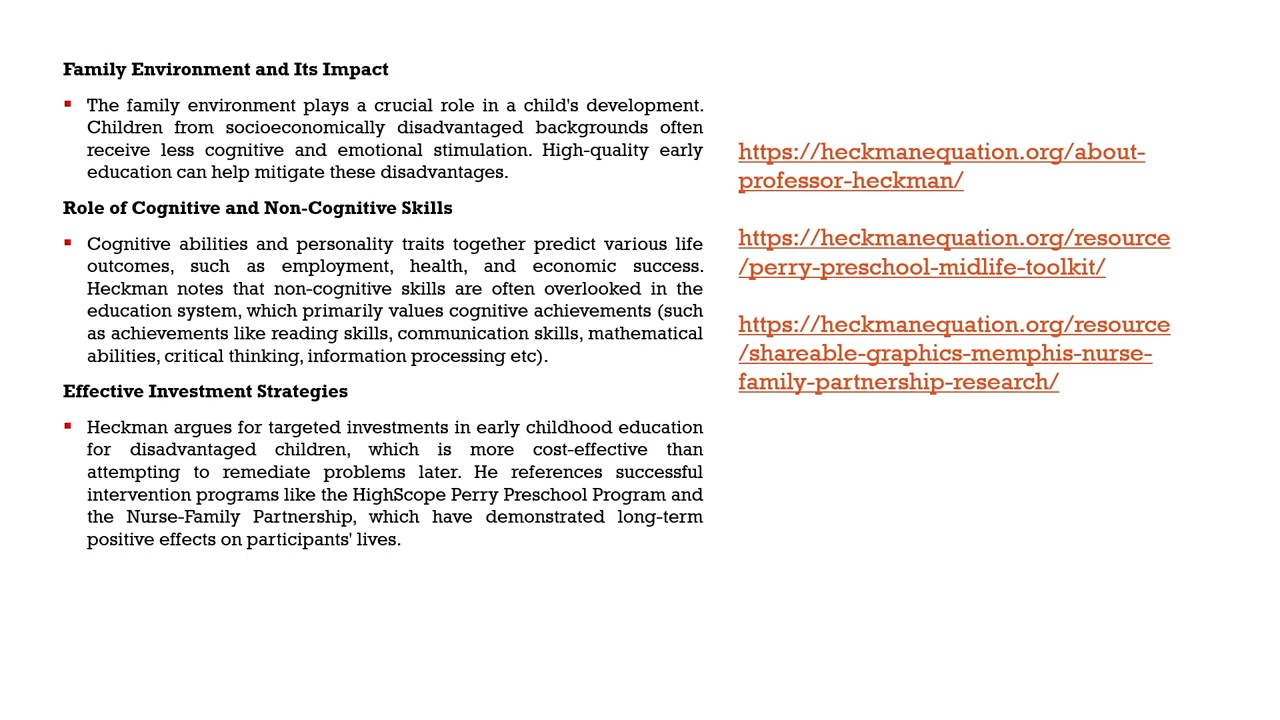 Family Environment and Its Impact
The family environment plays a crucial role in a child's development.
Children from socioeconomically disadvantaged backgrounds often
receive less cognitive and emotional stimulation. High-quality early
education can help mitigate these disadvantages.
Role of Cognitive and Non-Cognitive Skills
Cognitive abilities and personality traits together predict various life
outcomes, such as employment, health, and economic success.
Heckman notes that non-cognitive skills are often overlooked in the
education system, which primarily values cognitive achievements (such
as achievements like reading skills, communication skills, mathematical
abilities, critical thinking, information processing etc).
Effective Investment Strategies
Heckman argues for targeted investments in early childhood education
for disadvantaged children, which is more cost-effective than
attempting to remediate problems later. He references successful
intervention programs like the HighScope Perry Preschool Program and
the Nurse-Family Partnership, which have demonstrated long-term
positive effects on participants' lives.
https://heckmanequation.org/about-
professor-heckman/
https://heckmanequation.org/resource
/perry-preschool-midlife-toolkit/
https://heckmanequation.org/resource
/shareable-graphics-memphis-nurse-
family-partnership-research/